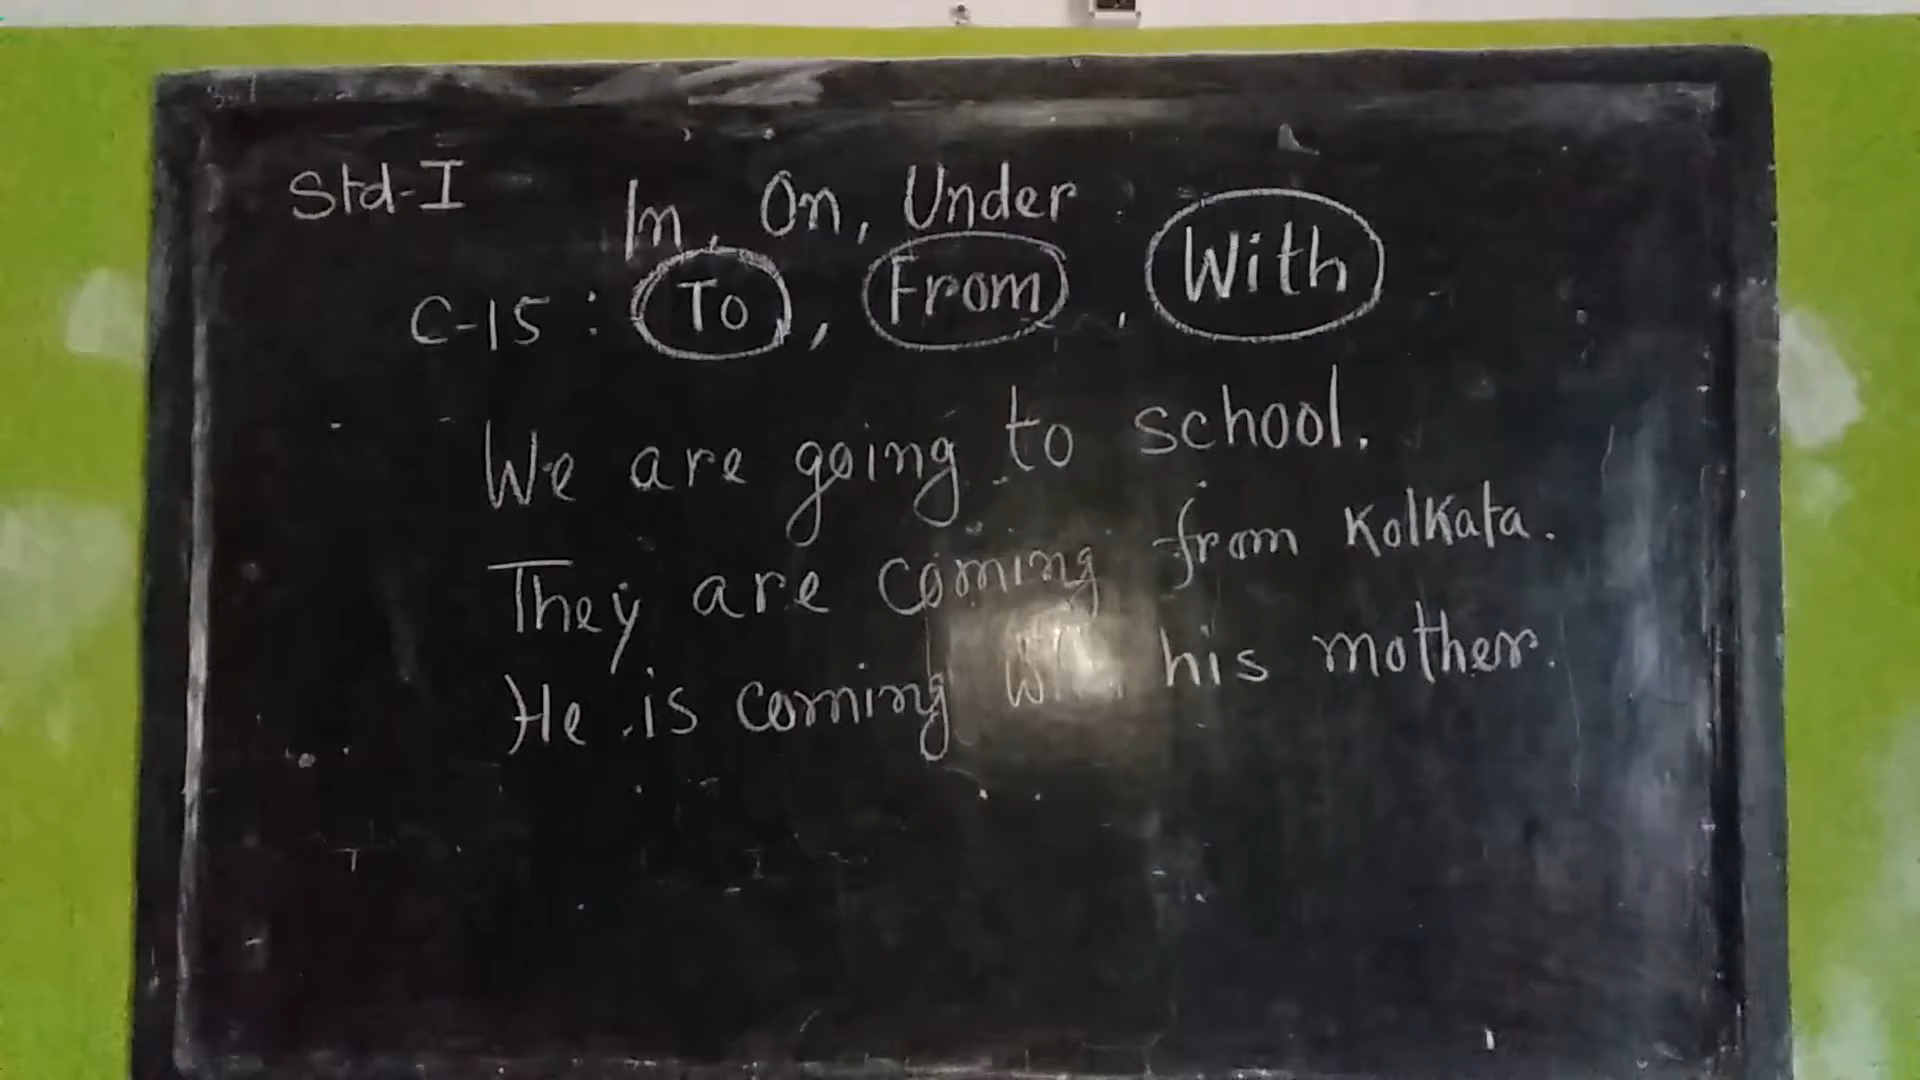 Std-I
In, On, Under
C-15 : To, From, With
We are going to school.
They are coming from Kolkata.
He is coming with his mother.